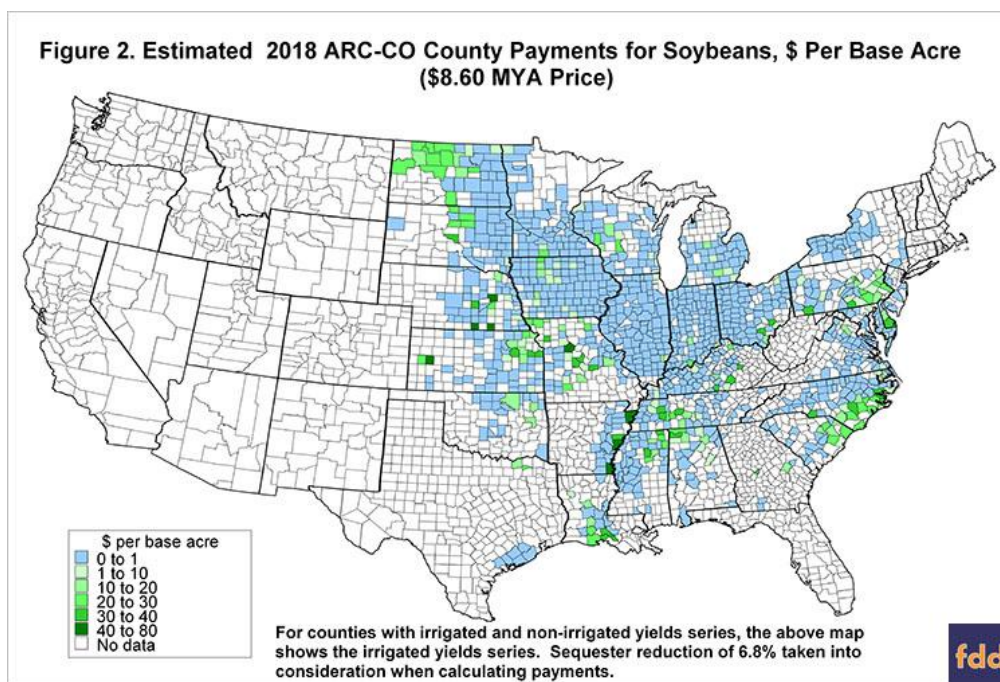 Figure 2. Estimated 2018 ARC-CO County Payments for Soybeans, $ Per Base Acre
($8.60 MYA Price)
$ per base acre
0 to 1
1 to 10
10 to 20
20 to 30
30 to 40
40 to 80
No data
For counties with irrigated and non-irrigated yields series, the above map
shows the irrigated yields series. Sequester reduction of 6.8% taken into
consideration when calculating payments.
fdd